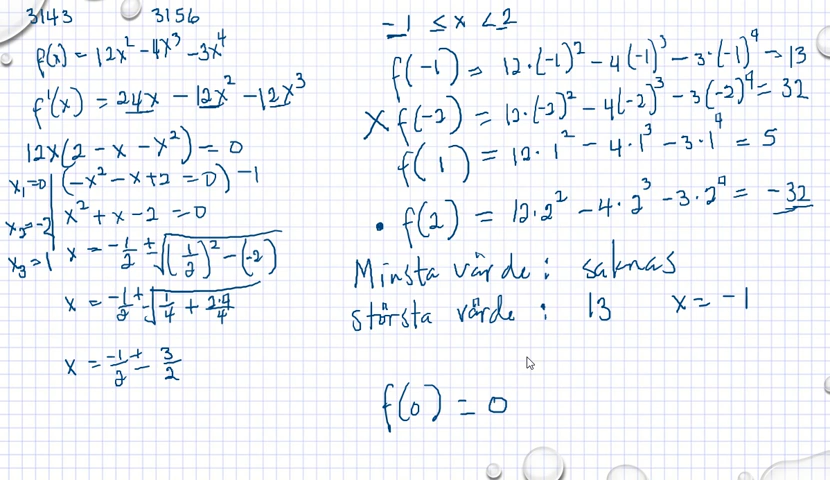 3143 3156
f(x) = 12x² - 4x³ - 3x⁴
f'(x) = 24x - 12x² - 12x³
12x(2 - x - x²) = 0
x₁=0 (-x² - x + 2 = 0) -1
x₂=-2 x² + x - 2 = 0
x₃=1 x = -1/2 ± √((1/2)² - (-2))
x = -1/2 ± √(1/4 + 2·4/4)
x = -1/2 ± 3/2
-1 ≤ x < 2
f(-1) = 12·(-1)² - 4(-1)³ - 3·(-1)⁴ = 13
X f(-2) = 12·(-2)² - 4(-2)³ - 3(-2)⁴ = 32
f(1) = 12·1² - 4·1³ - 3·1⁴ = 5
• f(2) = 12·2² - 4·2³ - 3·2⁴ = -32
Minsta värde : saknas
största värde : 13 x = -1
f(0) = 0